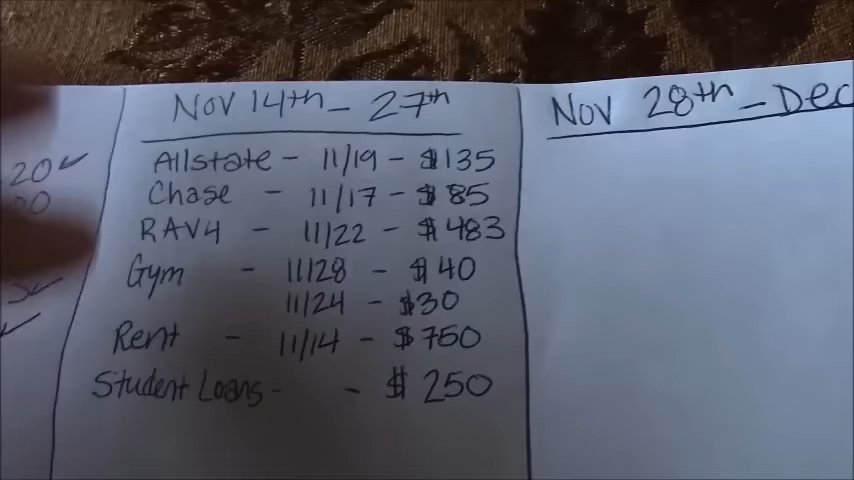 20✓
Nov 14th - 27th
Allstate - 11/19 - $135
Chase - 11/17 - $85
RAV4 - 11/22 - $483
Gym - 11/28 - $40
11/24 - $30
Rent - 11/14 - $750
Student Loans - - $250
Nov 28th - Dec